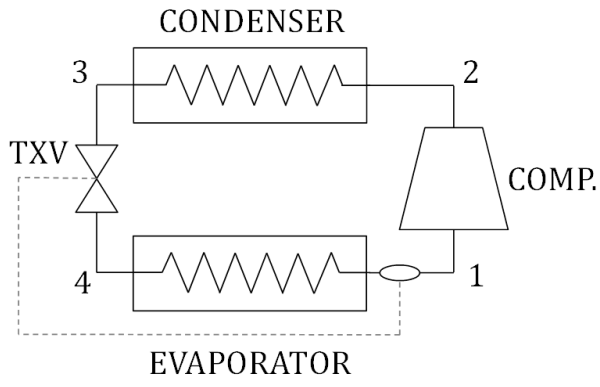 CONDENSER
3
2
TXV
COMP.
4
1
EVAPORATOR